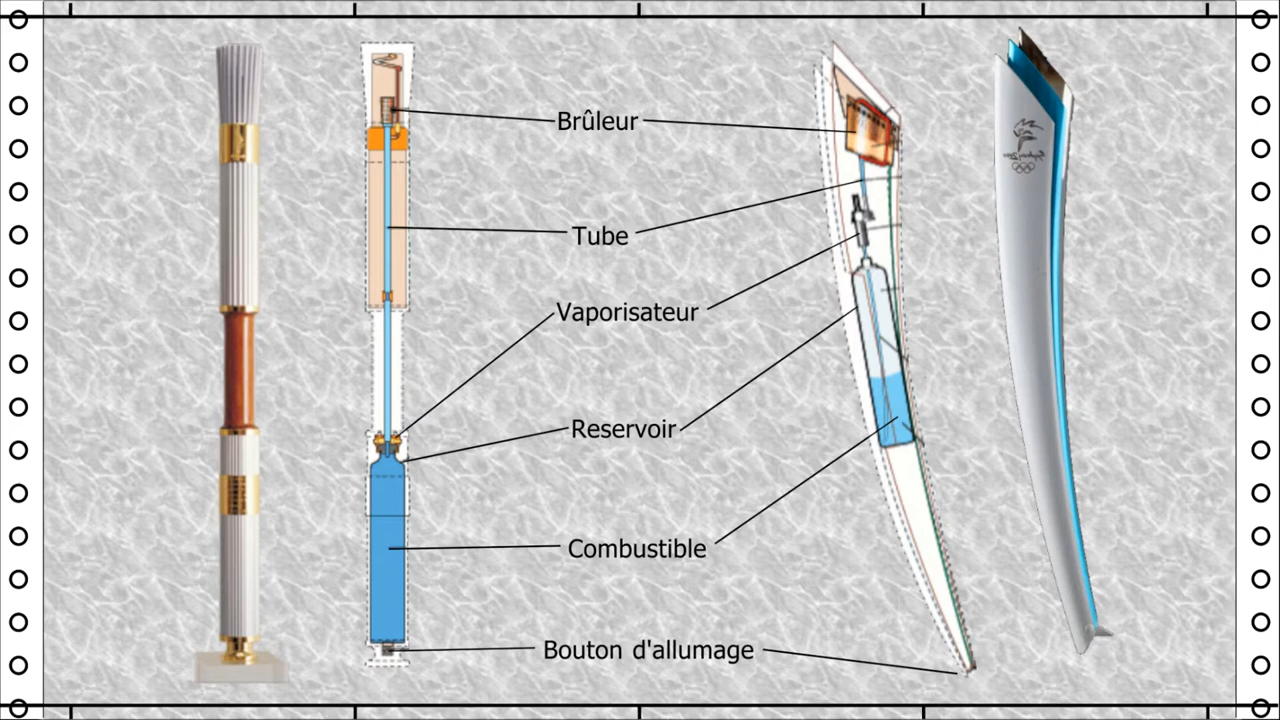 Brûleur
Tube
Vaporisateur
Reservoir
Combustible
Bouton d'allumage